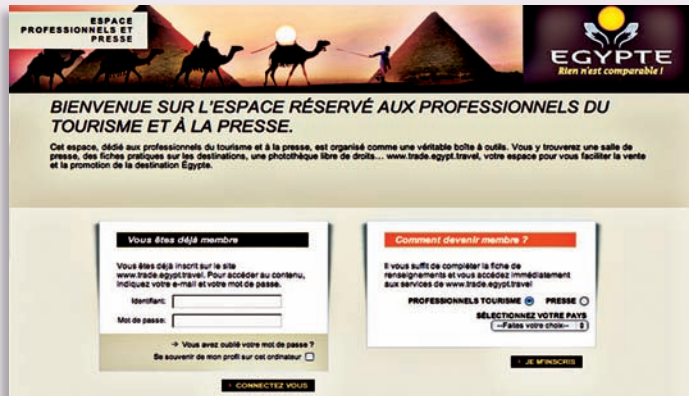 ESPACE
PROFESSIONNELS ET
PRESSE
EGYPTE
Rien n'est comparable !
BIENVENUE SUR L'ESPACE RÉSERVÉ AUX PROFESSIONNELS DU
TOURISME ET À LA PRESSE.
Cet espace, dédié aux professionnels du tourisme et à la presse, est organisé comme une véritable boîte à outils. Vous y trouverez une salle de
presse, des fiches pratiques sur les destinations, une photothèque libre de droits... www.trade.egypt.travel, votre espace pour vous faciliter la vente
et la promotion de la destination Égypte.
Vous êtes déjà membre
Vous êtes déjà inscrit sur le site
www.trade.egypt.travel. Pour accéder au contenu,
indiquez votre e-mail et votre mot de passe.
Identifiant:
Mot de passe:
→ Vous avez oublié votre mot de passe ?
Se souvenir de mon profil sur cet ordinateur
› CONNECTEZ VOUS
Comment devenir membre ?
Il vous suffit de compléter la fiche de
renseignements et vous accédez immédiatement
aux services de www.trade.egypt.travel
PROFESSIONNELS TOURISME PRESSE
SÉLECTIONNEZ VOTRE PAYS
--Faites votre choix--
› JE M'INSCRIS